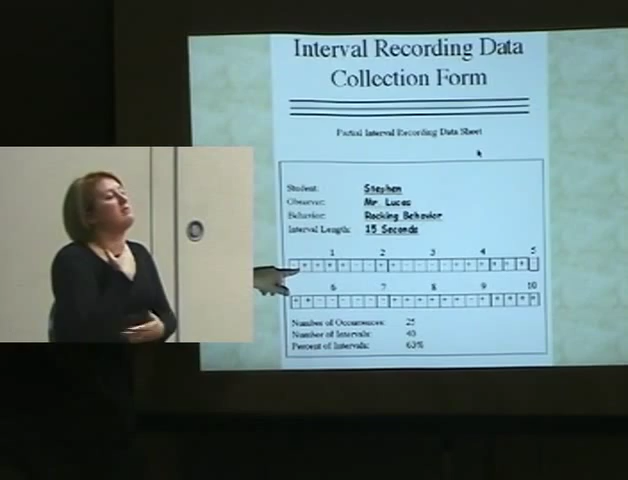 Interval Recording Data
Collection Form
Partial Interval Recording Data Sheet
Student: Stephen
Observer: Mr. Lucas
Behavior: Rocking Behavior
Interval Length: 15 Seconds
1 2 3 4 5
6 7 8 9 10
Number of Occurrences: 25
Number of Intervals: 40
Percent of Intervals: 63%